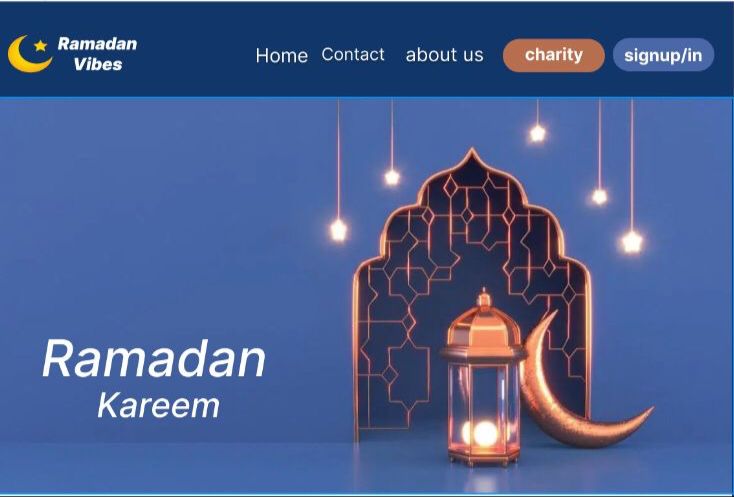 Ramadan
Vibes
Home Contact about us charity signup/in
Ramadan
Kareem